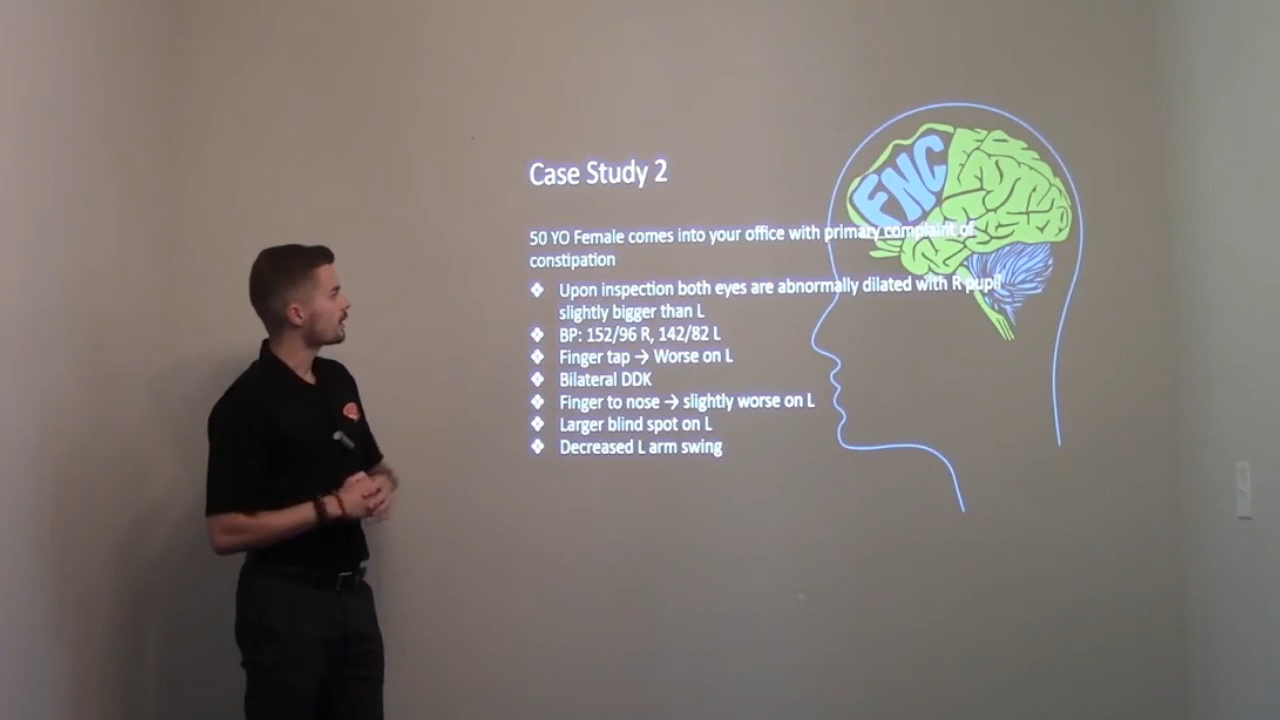 Case Study 2
FNC
50 YO Female comes into your office with primary complaint of
constipation
❖ Upon inspection both eyes are abnormally dilated with R pupil
slightly bigger than L
❖ BP: 152/96 R, 142/82 L
❖ Finger tap → Worse on L
❖ Bilateral DDK
❖ Finger to nose → slightly worse on L
❖ Larger blind spot on L
❖ Decreased L arm swing